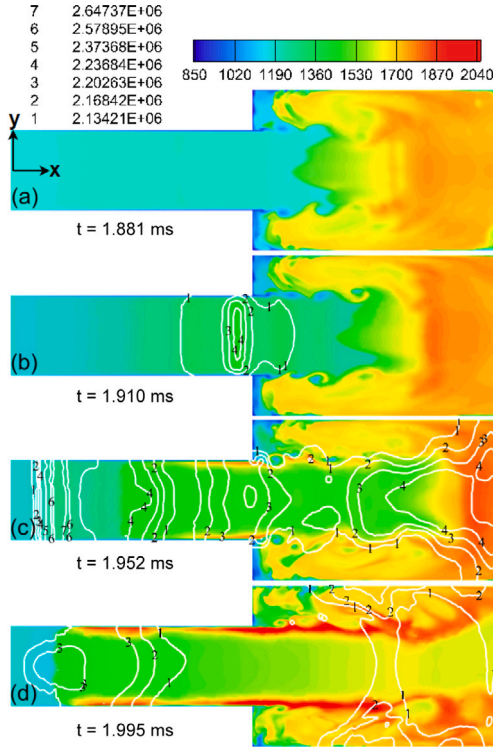 7 2.64737E+06
6 2.57895E+06
5 2.37368E+06
4 2.23684E+06
3 2.20263E+06
2 2.16842E+06
1 2.13421E+06
850 1020 1190 1360 1530 1700 1870 2040
y
x
(a)
t = 1.881 ms
(b)
t = 1.910 ms
(c)
t = 1.952 ms
(d)
t = 1.995 ms